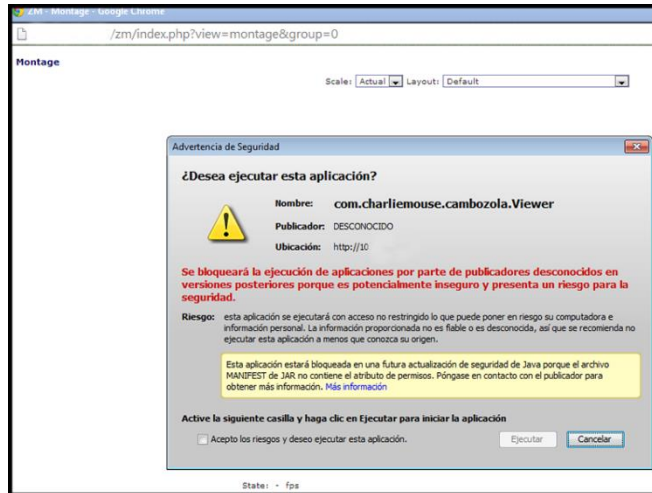 ZM - Montage - Google Chrome
/zm/index.php?view=montage&group=0
Montage
Scale: Actual Layout: Default
Advertencia de Seguridad
¿Desea ejecutar esta aplicación?
Nombre: com.charliemouse.cambozola.Viewer
Publicador: DESCONOCIDO
Ubicación: http://10
Se bloqueará la ejecución de aplicaciones por parte de publicadores desconocidos en
versiones posteriores porque es potencialmente inseguro y presenta un riesgo para la
seguridad.
Riesgo: esta aplicación se ejecutará con acceso no restringido lo que puede poner en riesgo su computadora e
información personal. La información proporcionada no es fiable o es desconocida, así que se recomienda no
ejecutar esta aplicación a menos que conozca su origen.
Esta aplicación estará bloqueada en una futura actualización de seguridad de Java porque el archivo
MANIFEST de JAR no contiene el atributo de permisos. Póngase en contacto con el publicador para
obtener más información. Más información
Active la siguiente casilla y haga clic en Ejecutar para iniciar la aplicación
Acepto los riesgos y deseo ejecutar esta aplicación. Ejecutar Cancelar
State: - fps